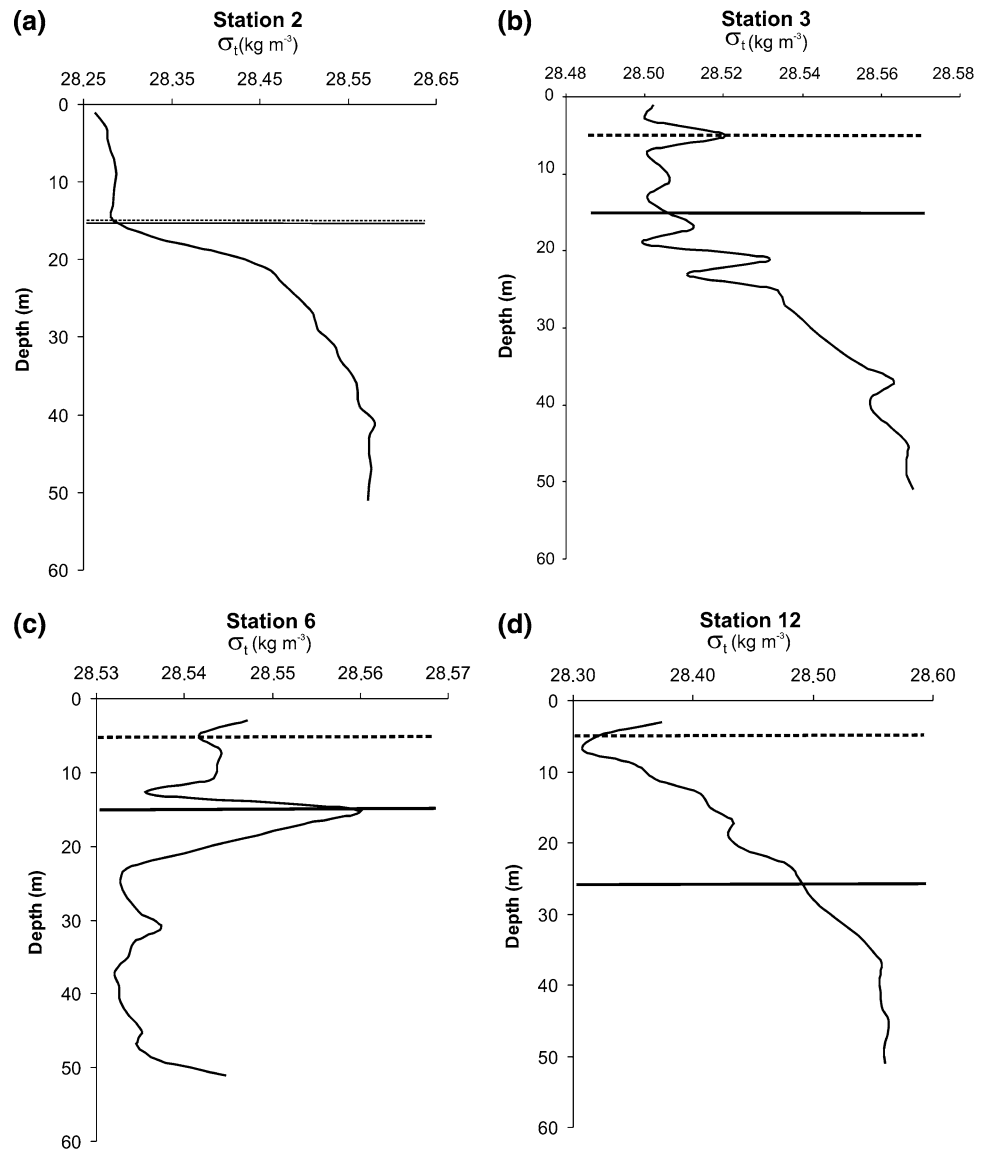 (a)
Station 2
σt(kg m-3)
28.25 28.35 28.45 28.55 28.65
0
10
20
30
40
50
60
Depth (m)
(b)
Station 3
σt(kg m-3)
28.48 28.50 28.52 28.54 28.56 28.58
0
10
20
30
40
50
60
Depth (m)
(c)
Station 6
σt (kg m-3)
28.53 28.54 28.55 28.56 28.57
0
10
20
30
40
50
60
Depth (m)
(d)
Station 12
σt (kg m-3)
28.30 28.40 28.50 28.60
0
10
20
30
40
50
60
Depth (m)